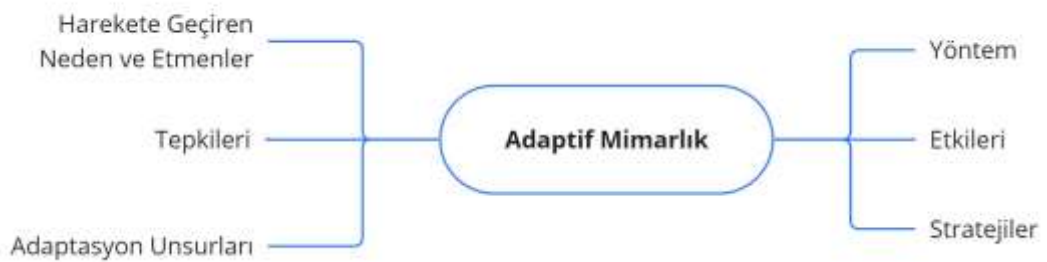 Harekete Geçiren
Neden ve Etmenler
Tepkileri
Adaptasyon Unsurları
Adaptif Mimarlık
Yöntem
Etkileri
Stratejiler